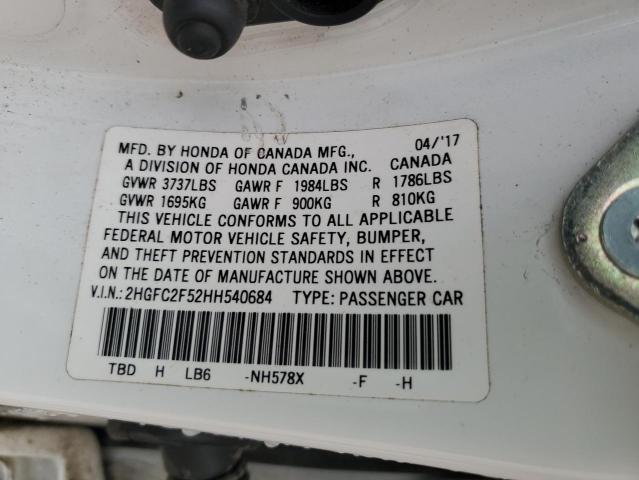 MFD. BY HONDA OF CANADA MFG., 04/'17
A DIVISION OF HONDA CANADA INC. CANADA
GVWR 3737LBS GAWR F 1984LBS R 1786LBS
GVWR 1695KG GAWR F 900KG R 810KG
THIS VEHICLE CONFORMS TO ALL APPLICABLE
FEDERAL MOTOR VEHICLE SAFETY, BUMPER,
AND THEFT PREVENTION STANDARDS IN EFFECT
ON THE DATE OF MANUFACTURE SHOWN ABOVE.
V.I.N.: 2HGFC2F52HH540684 TYPE: PASSENGER CAR
TBD H LB6 -NH578X -F -H